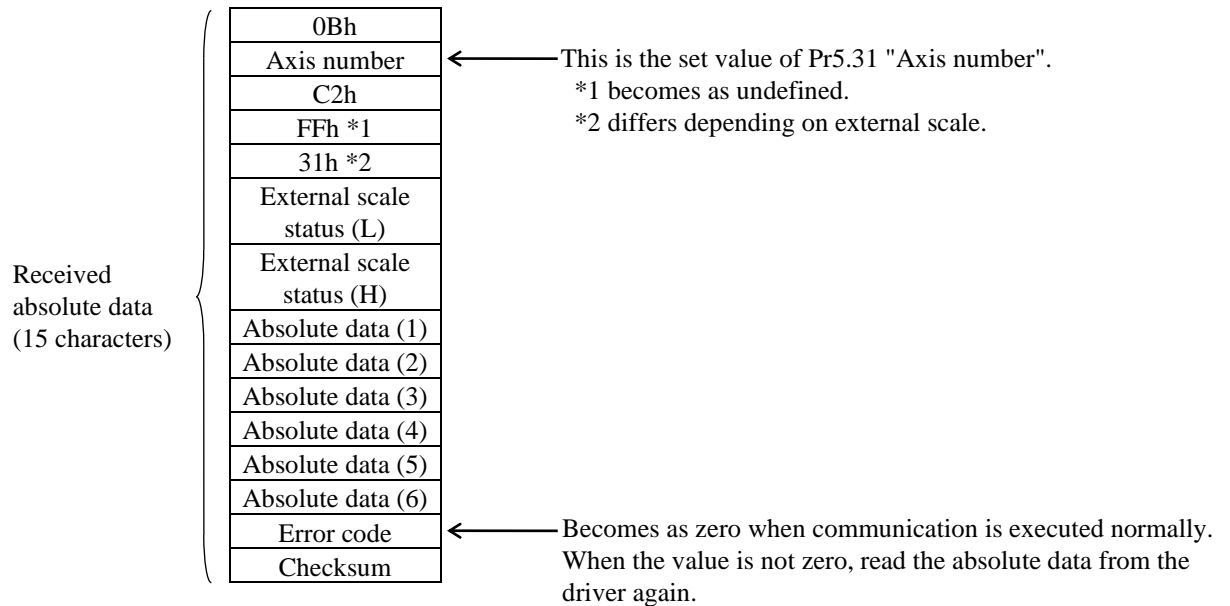 0Bh
Axis number
C2h
FFh *1
31h *2
External scale
status (L)
External scale
status (H)
Absolute data (1)
Absolute data (2)
Absolute data (3)
Absolute data (4)
Absolute data (5)
Absolute data (6)
Error code
Checksum
Received
absolute data
(15 characters)
This is the set value of Pr5.31 "Axis number".
*1 becomes as undefined.
*2 differs depending on external scale.
Becomes as zero when communication is executed normally.
When the value is not zero, read the absolute data from the
driver again.